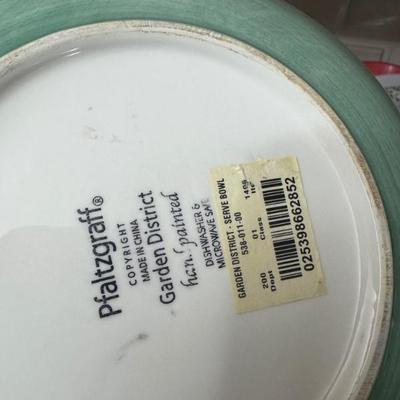 Pfaltzgraff®
COPYRIGHT
MADE IN CHINA
Garden District
hand painted
DISHWASHER &
MICROWAVE SAFE
GARDEN DISTRICT - SERVE BOWL
538-011-00
200 01
Dept Class
025398662852